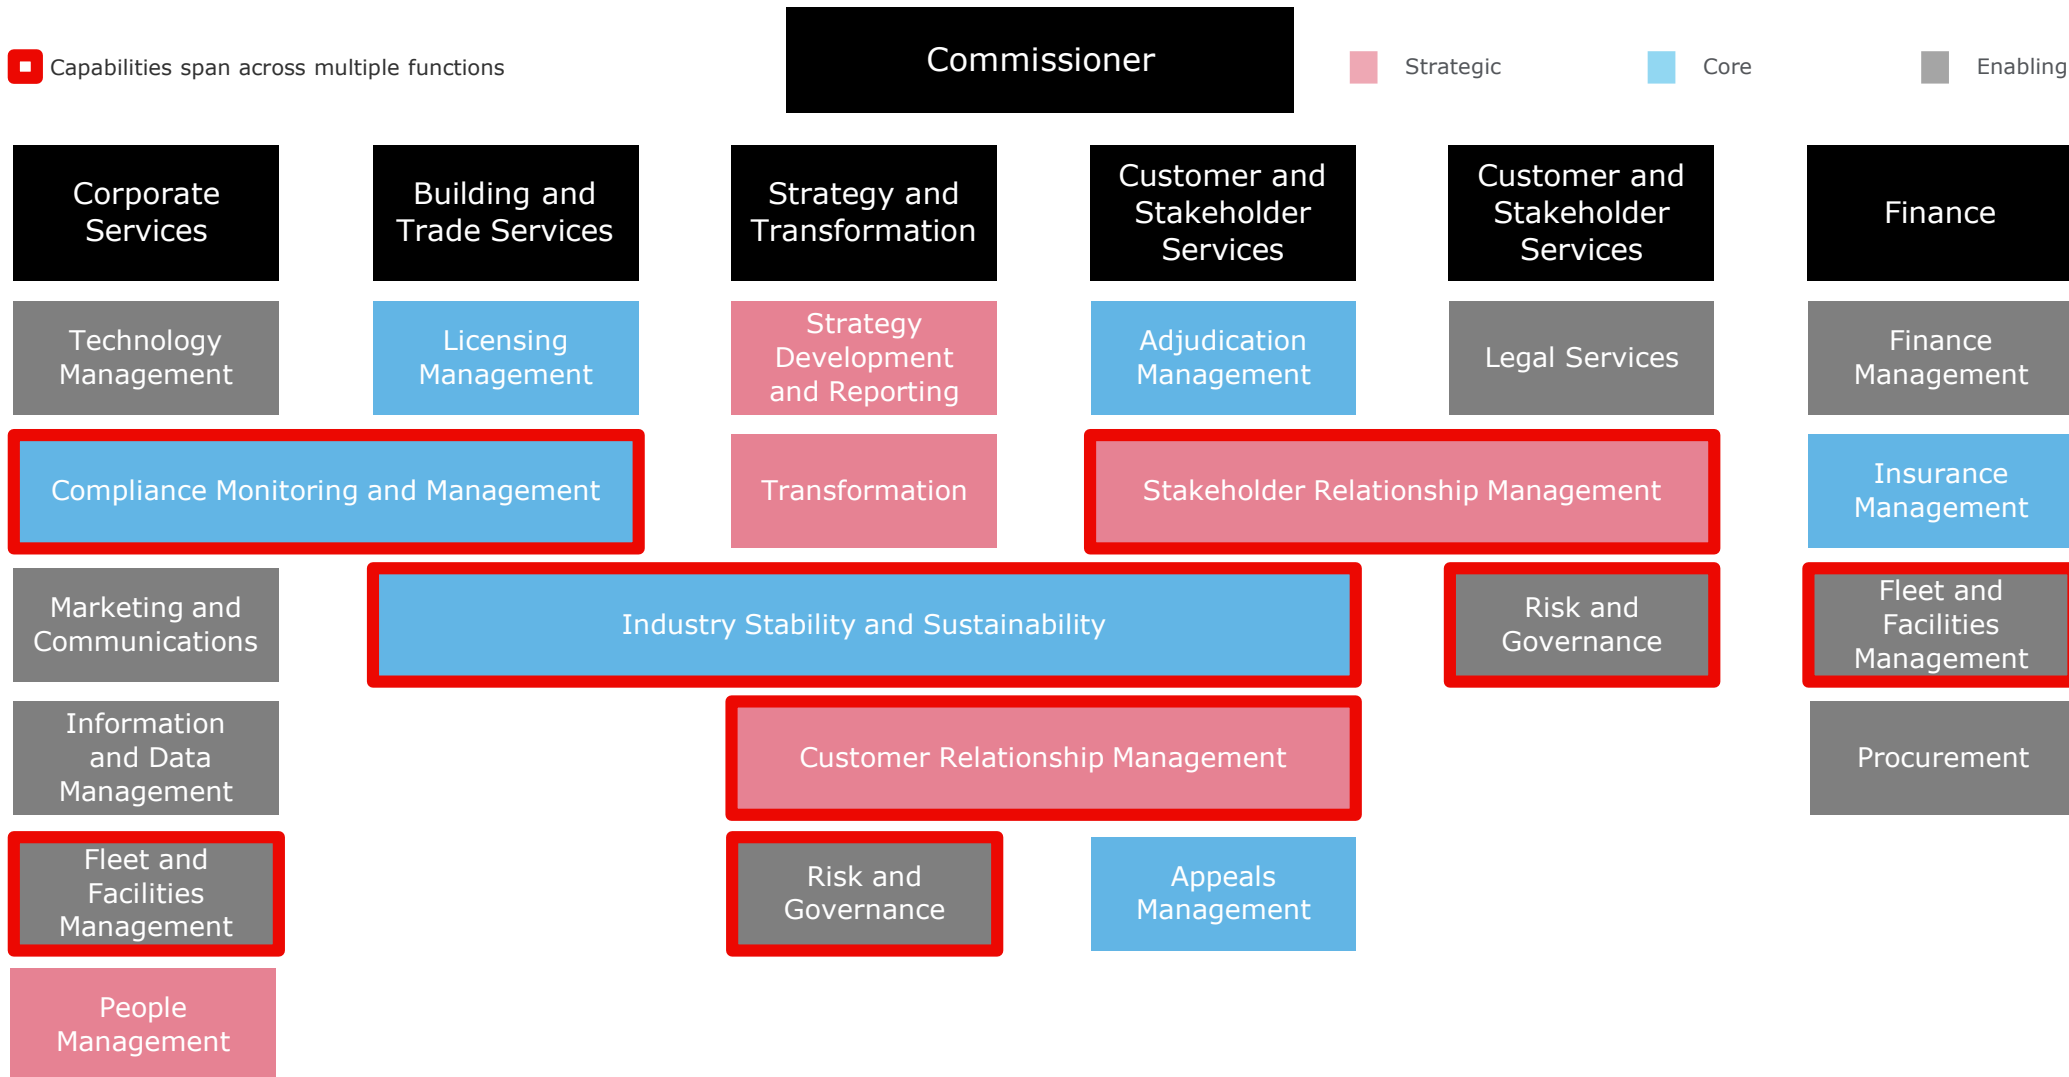 Commissioner
Capabilities span across multiple functions
Strategic
Core
Enabling
Corporate
Services
Building and
Trade Services
Strategy and
Transformation
Customer and
Stakeholder
Services
Customer and
Stakeholder
Services
Finance
Technology
Management
Licensing
Management
Strategy
Development
and Reporting
Adjudication
Management
Legal Services
Finance
Management
Compliance Monitoring and Management
Transformation
Stakeholder Relationship Management
Insurance
Management
Marketing and
Communications
Industry Stability and Sustainability
Risk and
Governance
Fleet and
Facilities
Management
Information
and Data
Management
Customer Relationship Management
Procurement
Fleet and
Facilities
Management
Risk and
Governance
Appeals
Management
People
Management